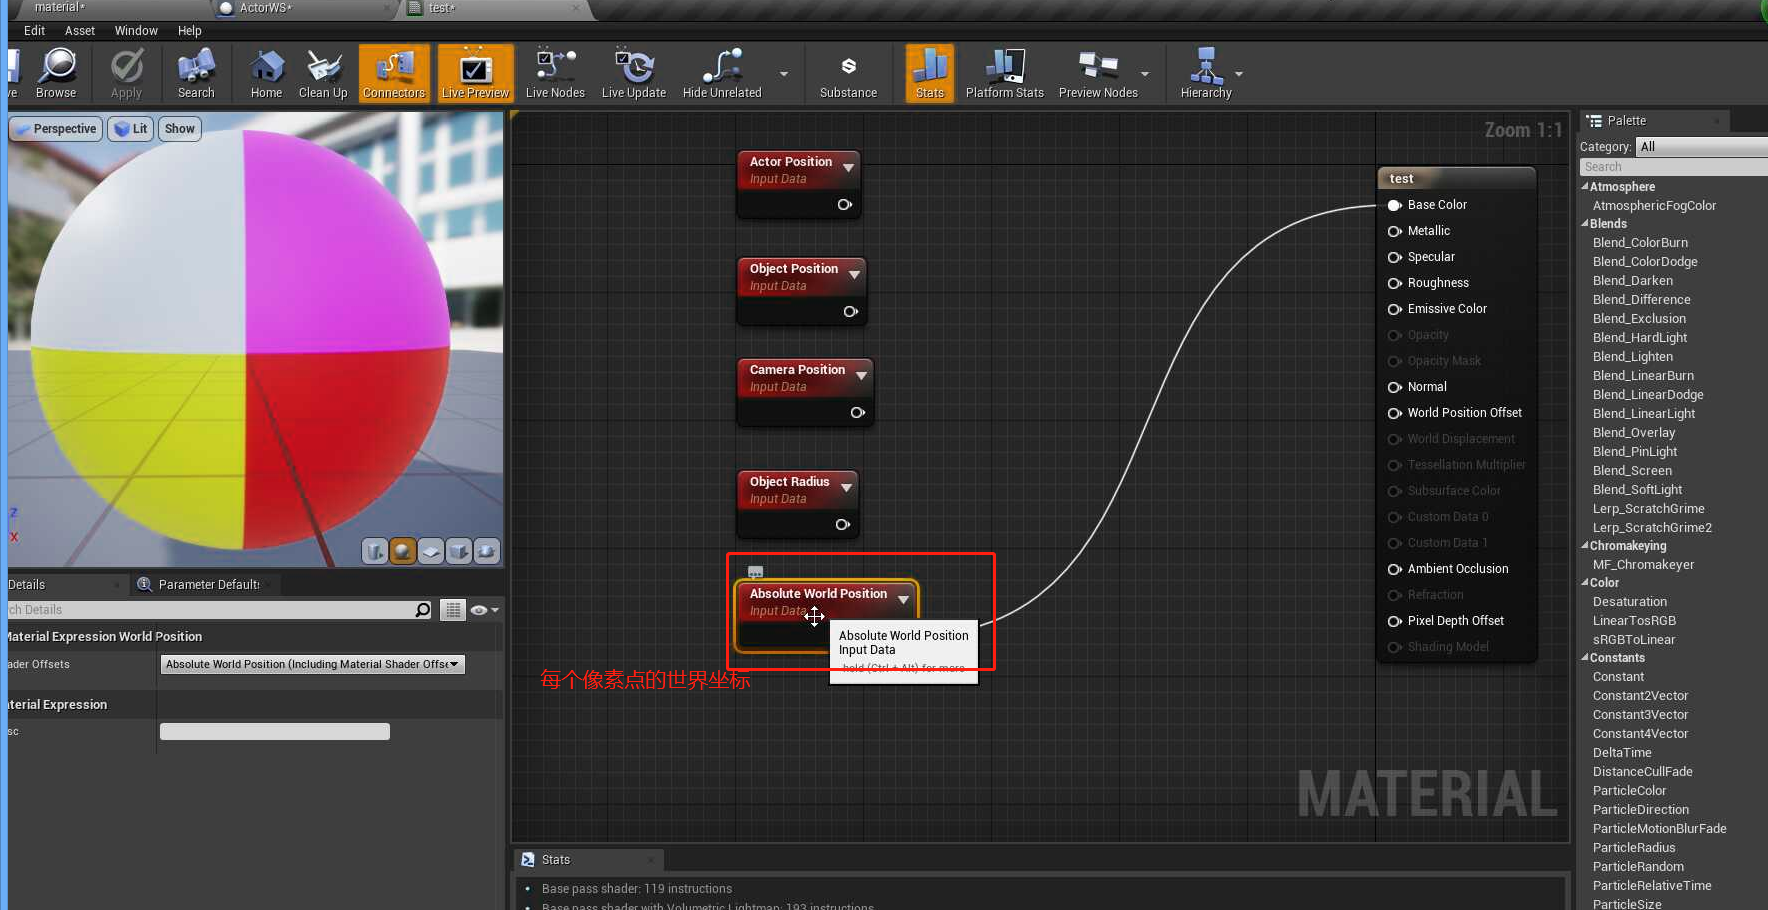 material*
ActorWS*
test*
Edit Asset Window Help
Browse
Apply
Search
Home
Clean Up
Connectors
Live Preview
Live Nodes
Live Update
Hide Unrelated
Substance
Stats
Platform Stats
Preview Nodes
Hierarchy
Perspective
Lit
Show
Z
X
Zoom 1:1
Actor Position
Input Data
Object Position
Input Data
Camera Position
Input Data
Object Radius
Input Data
Absolute World Position
Input Data
Absolute World Position
Input Data
hold (Ctrl + Alt) for more
每个像素点的世界坐标
test
Base Color
Metallic
Specular
Roughness
Emissive Color
Opacity
Opacity Mask
Normal
World Position Offset
World Displacement
Tessellation Multiplier
Subsurface Color
Custom Data 0
Custom Data 1
Ambient Occlusion
Refraction
Pixel Depth Offset
Shading Model
MATERIAL
Details
Parameter Defaults
rch Details
Material Expression World Position
ader Offsets
Absolute World Position (Including Material Shader Offse
aterial Expression
sc
Stats
Base pass shader: 119 instructions
Base pass shader with Volumetric Lightmap: 193 instructions
Palette
Category: All
Search
Atmosphere
AtmosphericFogColor
Blends
Blend_ColorBurn
Blend_ColorDodge
Blend_Darken
Blend_Difference
Blend_Exclusion
Blend_HardLight
Blend_Lighten
Blend_LinearBurn
Blend_LinearDodge
Blend_LinearLight
Blend_Overlay
Blend_PinLight
Blend_Screen
Blend_SoftLight
Lerp_ScratchGrime
Lerp_ScratchGrime2
Chromakeying
MF_Chromakeyer
Color
Desaturation
LinearTosRGB
sRGBToLinear
Constants
Constant
Constant2Vector
Constant3Vector
Constant4Vector
DeltaTime
DistanceCullFade
ParticleColor
ParticleDirection
ParticleMotionBlurFade
ParticleRadius
ParticleRandom
ParticleRelativeTime
ParticleSize